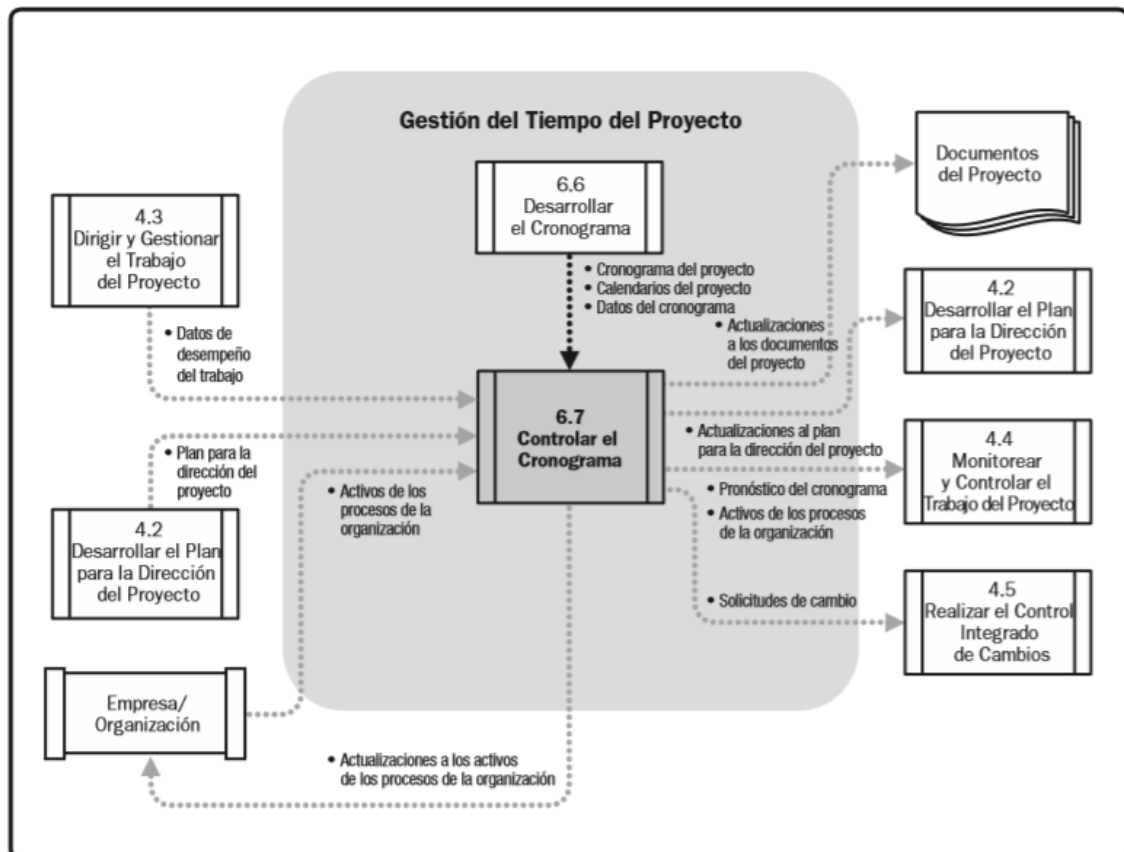 Gestión del Tiempo del Proyecto
Documentos
del Proyecto
6.6
Desarrollar
el Cronograma
4.3
Dirigir y Gestionar
el Trabajo
del Proyecto
• Cronograma del proyecto
• Calendarios del proyecto
• Datos del cronograma
4.2
Desarrollar el Plan
para la Dirección
del Proyecto
• Datos de
desempeño
del trabajo
• Actualizaciones
a los documentos
del proyecto
6.7
Controlar el
Cronograma
• Actualizaciones al plan
para la dirección del proyecto
4.4
Monitorear
y Controlar el
Trabajo del Proyecto
• Plan para la
dirección del
proyecto
• Activos de los
procesos de la
organización
• Pronóstico del cronograma
• Activos de los procesos
de la organización
4.2
Desarrollar el Plan
para la Dirección
del Proyecto
• Solicitudes de cambio
4.5
Realizar el Control
Integrado
de Cambios
Empresa/
Organización
• Actualizaciones a los activos
de los procesos de la organización